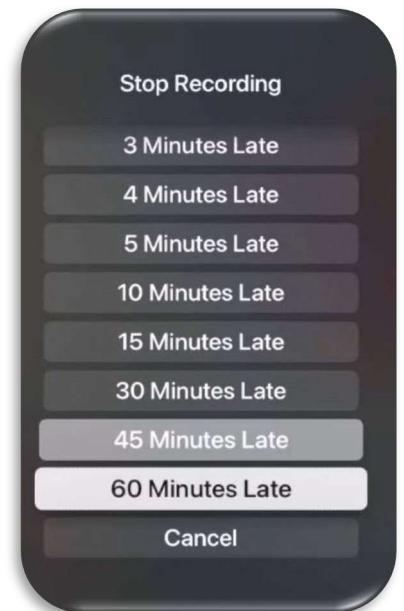 Stop Recording
3 Minutes Late
4 Minutes Late
5 Minutes Late
10 Minutes Late
15 Minutes Late
30 Minutes Late
45 Minutes Late
60 Minutes Late
Cancel